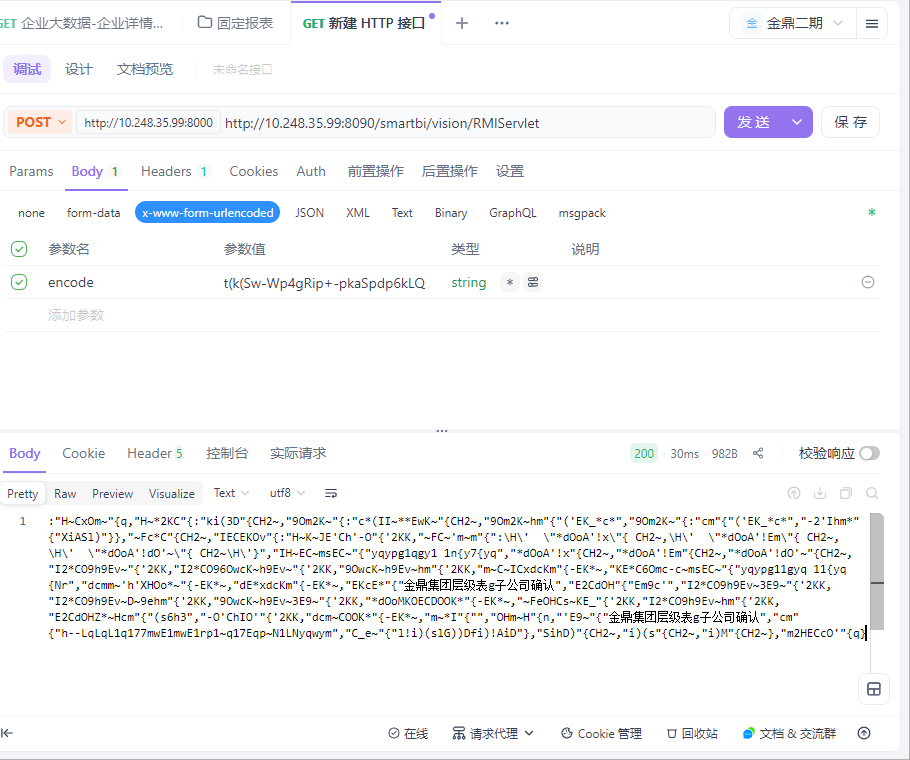 GET 企业大数据-企业详情... 固定报表 GET 新建 HTTP 接口 金 金鼎二期
调试 设计 文档预览 未命名接口
POST http://10.248.35.99:8000 http://10.248.35.99:8090/smartbi/vision/RMIServlet 发 送 保 存
Params Body 1 Headers 1 Cookies Auth 前置操作 后置操作 设置
none form-data x-www-form-urlencoded JSON XML Text Binary GraphQL msgpack
参数名 参数值 类型 说明
encode t(k(Sw-Wp4gRip+-pkaSpdp6kLQ string *
添加参数
Body Cookie Header 5 控制台 实际请求 200 30ms 982B 校验响应
Pretty Raw Preview Visualize Text utf8
1 :"H~CxOm~"{q,"H~*2KC"{:"ki(3D"{CH2~,"9Om2K~"{:"c*(II~**EwK~"{CH2~,"9Om2K~hm"{"('EK_*c*","9Om2K~"{:"cm"{"('EK_*c*","-2'Ihm*"
{"XiASl)"}},"~Fc*C"{CH2~,"IECEKOv"{:"H~K~JE'Ch'-O"{'2KK,"~FC~'m~m"{":\H\' \"*dOoA'!x\"{ CH2~,\H\' \"*dOoA'!Em\"{ CH2~,
\H\' \"*dOoA'!dO'~\"{ CH2~\H\'}","IH~EC~msEC~"{"yqypg1qgy1 1n{y7{yq","*dOoA'!x"{CH2~,"*dOoA'!Em"{CH2~,"*dOoA'!dO'~"{CH2~,
"I2*CO9h9Ev~"{'2KK,"I2*CO96OwcK~h9Ev~"{'2KK,"9OwcK~h9Ev~hm"{'2KK,"m~C~ICxdcKm"{-EK*~,"KE*C6Omc-c~msEC~"{"yqypg11gyq 11{yq
{Nr","dcmm~'h'XHOo*~"{-EK*~,"dE*xdcKm"{-EK*~,"EKcE*"{"金鼎集团层级表g子公司确认","E2CdOH"{"Em9c'","I2*CO9h9Ev~3E9~"{'2KK,
"I2*CO9h9Ev~D~9ehm"{'2KK,"9OwcK~h9Ev~3E9~"{'2KK,"*dOoMKOECDOOK*"{-EK*~,"~FeOHCs~KE_"{'2KK,"I2*CO9h9Ev~hm"{'2KK,
"E2CdOHZ*~Hcm"{"(s6h3","-O'ChIO'"{'2KK,"dcm~COOK*"{-EK*~,"m~*I"{"","OHm~H"{n,"'E9~"{"金鼎集团层级表g子公司确认","cm"
{"h--LqLqL1q177mwE1mwE1rp1~q17Eqp~N1LNyqwym","C_e~"{"l!i)(slG))Dfi)!AiD"},"SihD)"{CH2~,"i)(s"{CH2~,"i)M"{CH2~},"m2HECcO'"{q}
在线 请求代理 Cookie 管理 回收站 文档 & 交流群